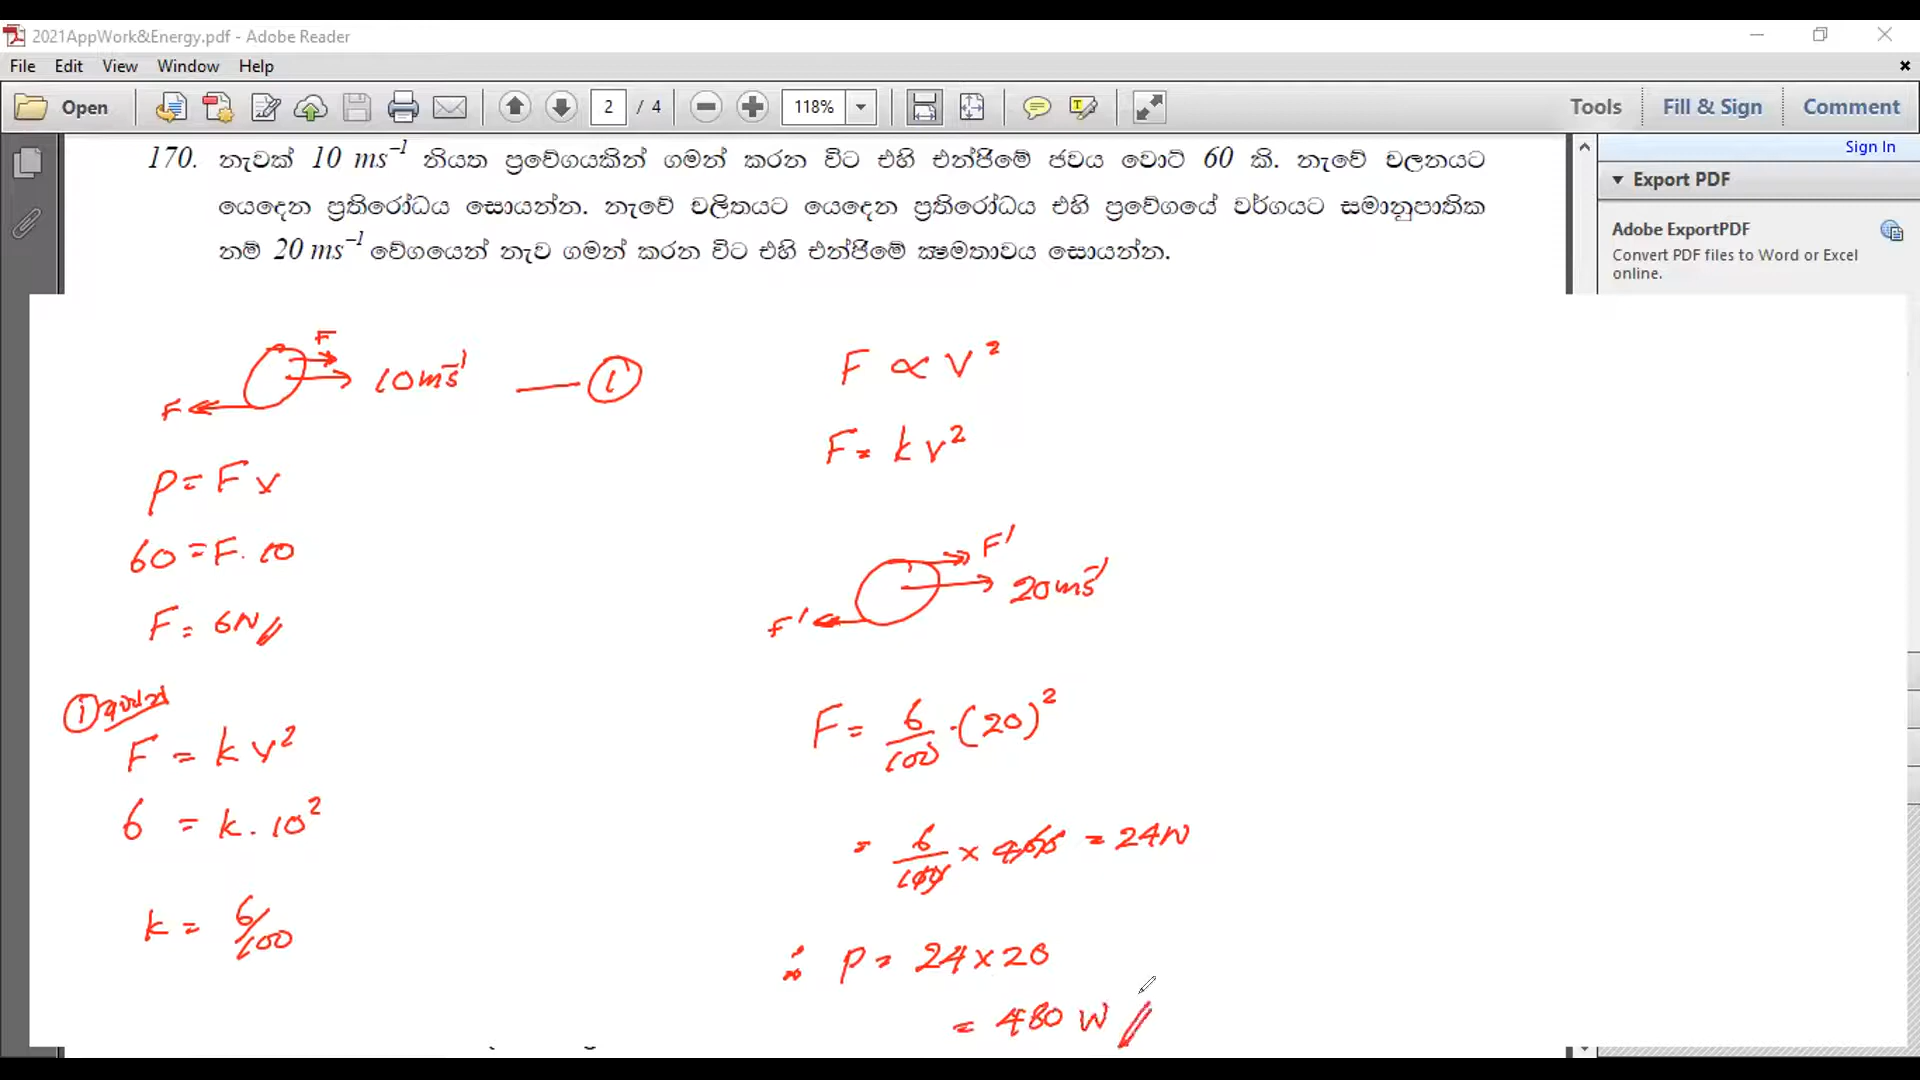 2021AppWork&Energy.pdf - Adobe Reader
File Edit View Window Help
Open 2 / 4 118% Tools Fill & Sign Comment
Sign In
Export PDF
Adobe ExportPDF
Convert PDF files to Word or Excel
online.
170. නැවක් 10 ms⁻¹ නියත ප්‍රවේගයකින් ගමන් කරන විට එහි එන්ජිමේ ජවය වොට් 60 කි. නැවේ චලනයට
යෙදෙන ප්‍රතිරෝධය සොයන්න. නැවේ චලිතයට යෙදෙන ප්‍රතිරෝධය එහි ප්‍රවේගයේ වර්ගයට සමානුපාතික
නම් 20 ms⁻¹ වේගයෙන් නැව ගමන් කරන විට එහි එන්ජිමේ ක්‍ෂමතාවය සොයන්න.
F
F 10ms⁻¹ — ①
P = F v
60 = F. 10
F = 6N
①
F = k v²
6 = k . 10²
k = 6/100
F ∝ v²
F = k v²
F'
F' 20ms⁻¹
F = 6/100 . (20)²
= 6/100 × 400 = 24N
∴ P = 24 × 20
= 480 W